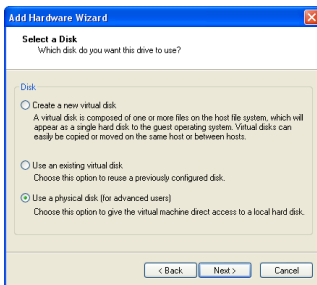 Add Hardware Wizard
Select a Disk
Which disk do you want this drive to use?
Disk
Create a new virtual disk
A virtual disk is composed of one or more files on the host file system, which will
appear as a single hard disk to the guest operating system. Virtual disks can
easily be copied or moved on the same host or between hosts.
Use an existing virtual disk
Choose this option to reuse a previously configured disk.
Use a physical disk (for advanced users)
Choose this option to give the virtual machine direct access to a local hard disk.
< Back
Next >
Cancel